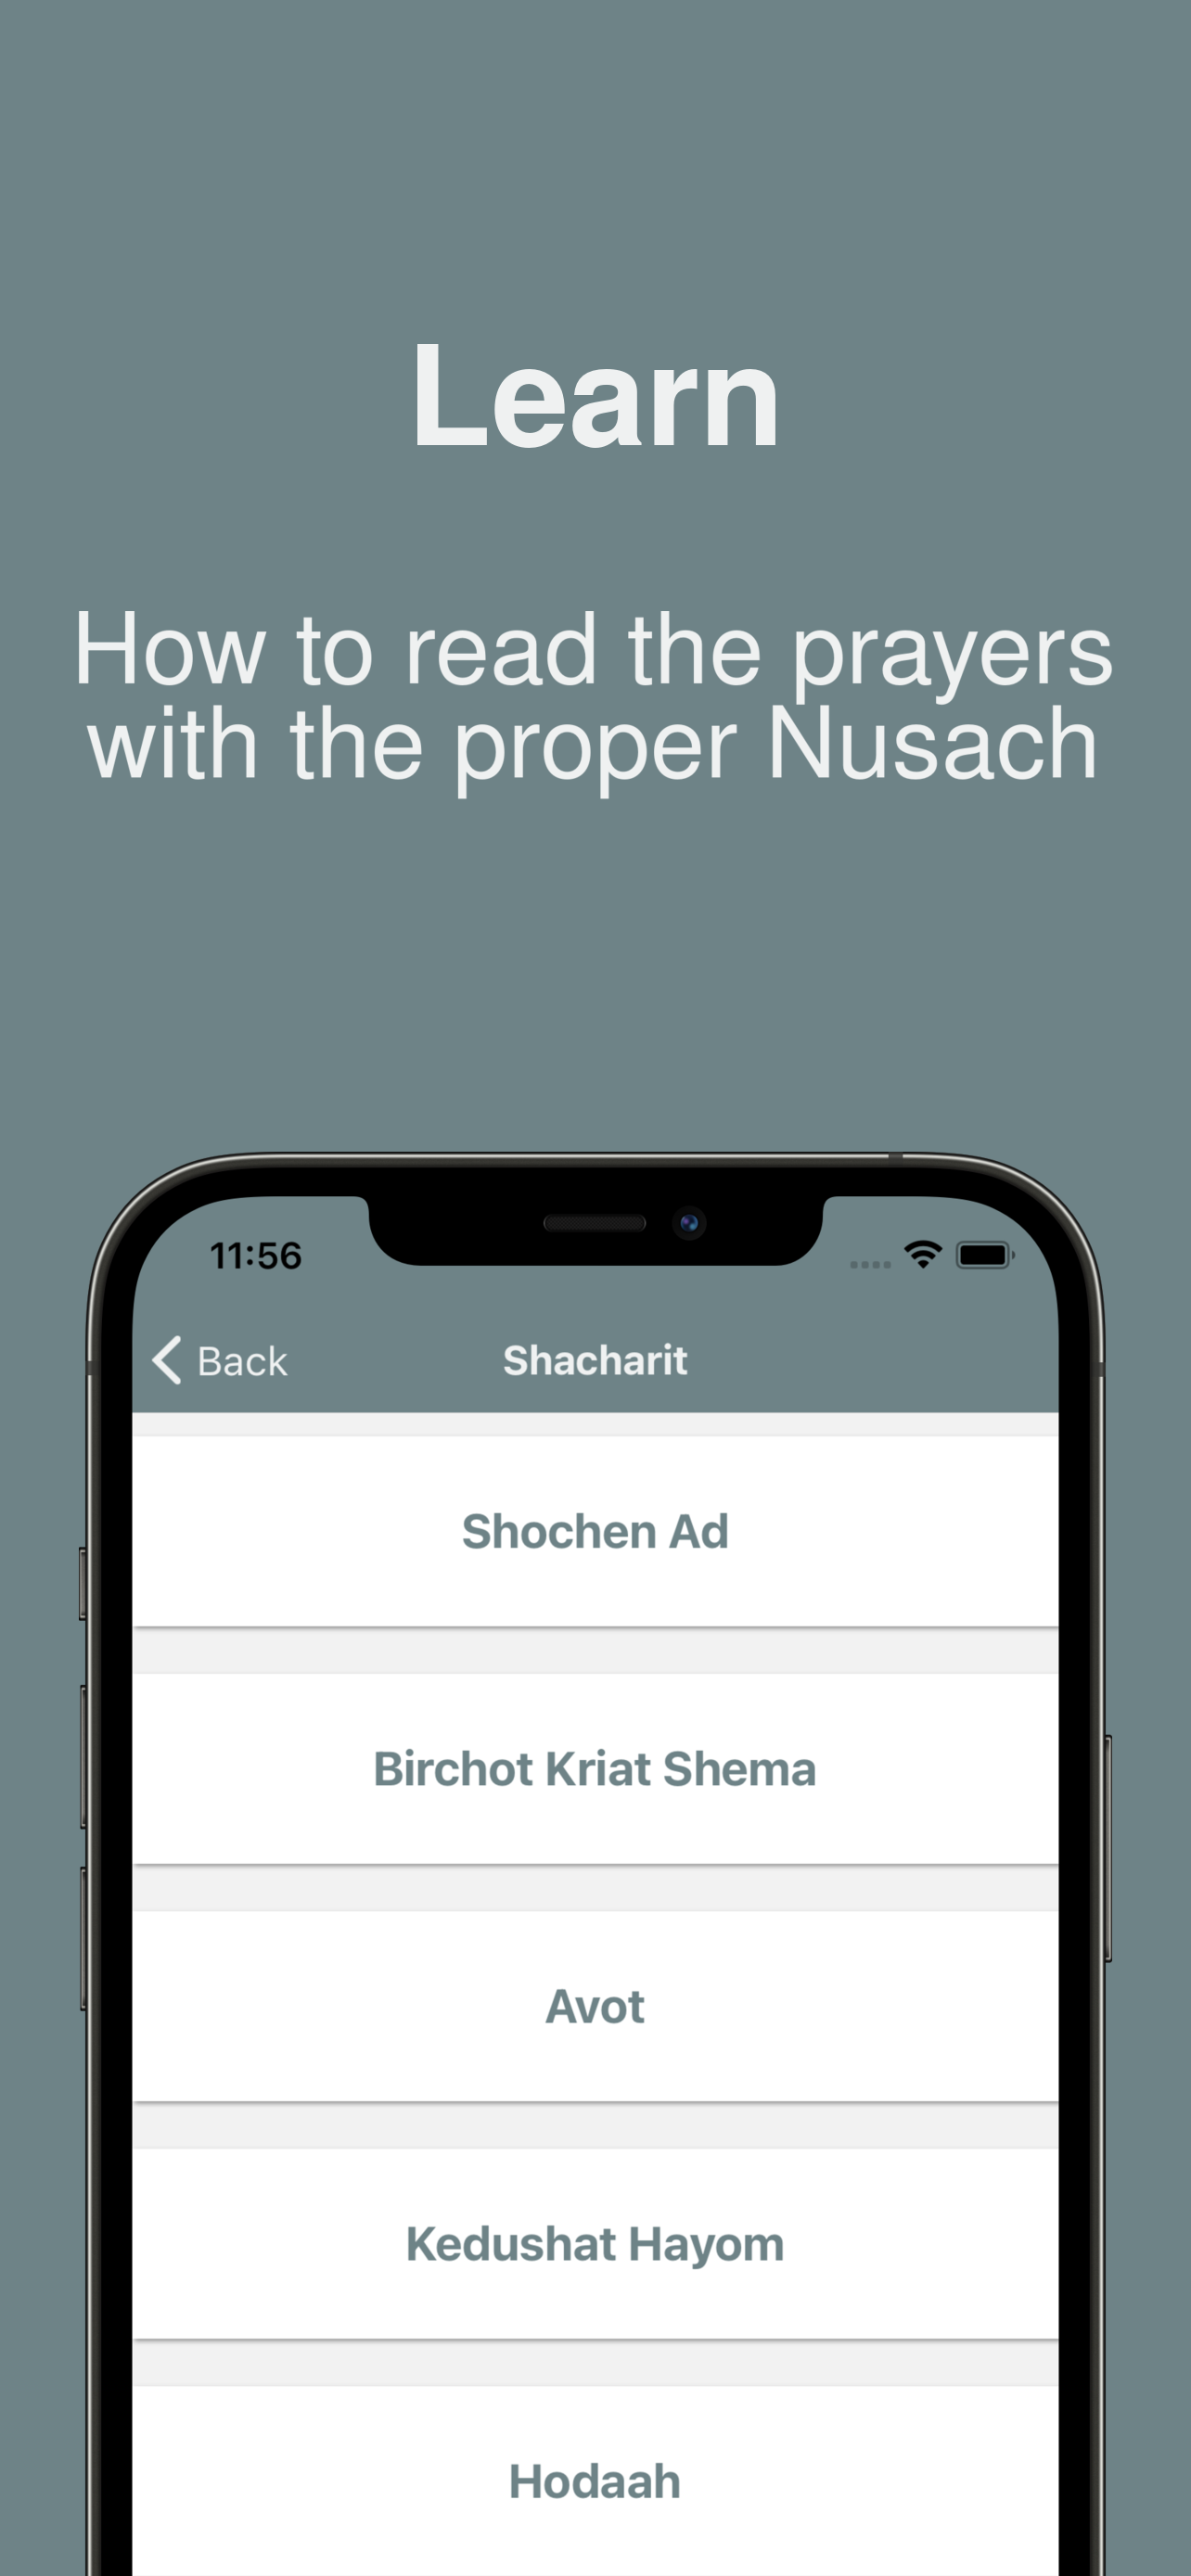 Learn
How to read the prayers
with the proper Nusach
11:56
Back
Shacharit
Shochen Ad
Birchot Kriat Shema
Avot
Kedushat Hayom
Hodaah